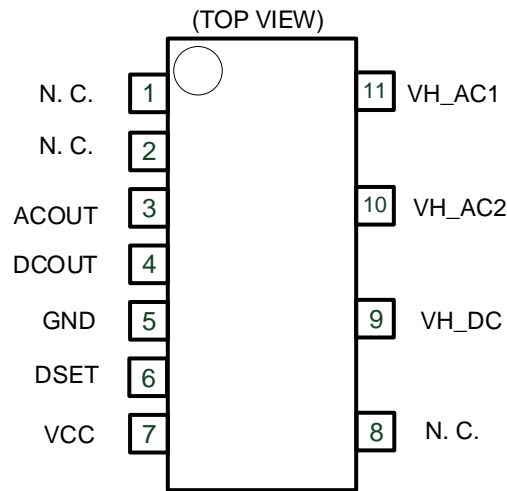 (TOP VIEW)
N. C. 1
N. C. 2
ACOUT 3
DCOUT 4
GND 5
DSET 6
VCC 7
11 VH_AC1
10 VH_AC2
9 VH_DC
8 N. C.